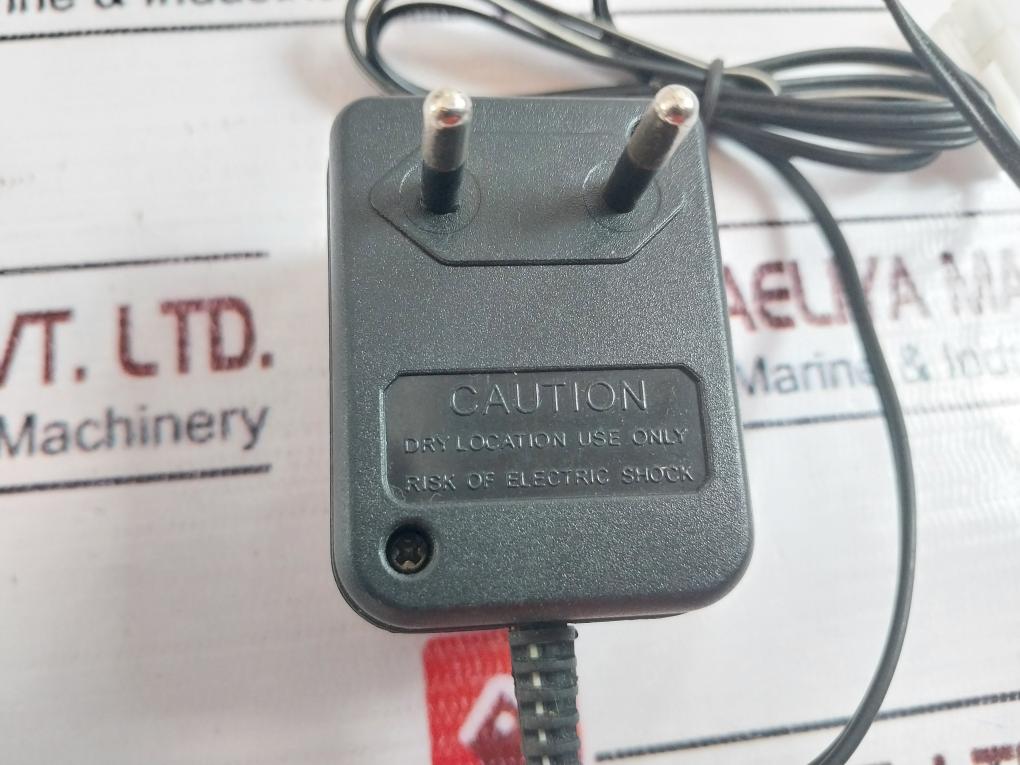 VT. LTD.
Machinery
AELIYA MA
Marine & Ind
CAUTION
DRY LOCATION USE ONLY
RISK OF ELECTRIC SHOCK